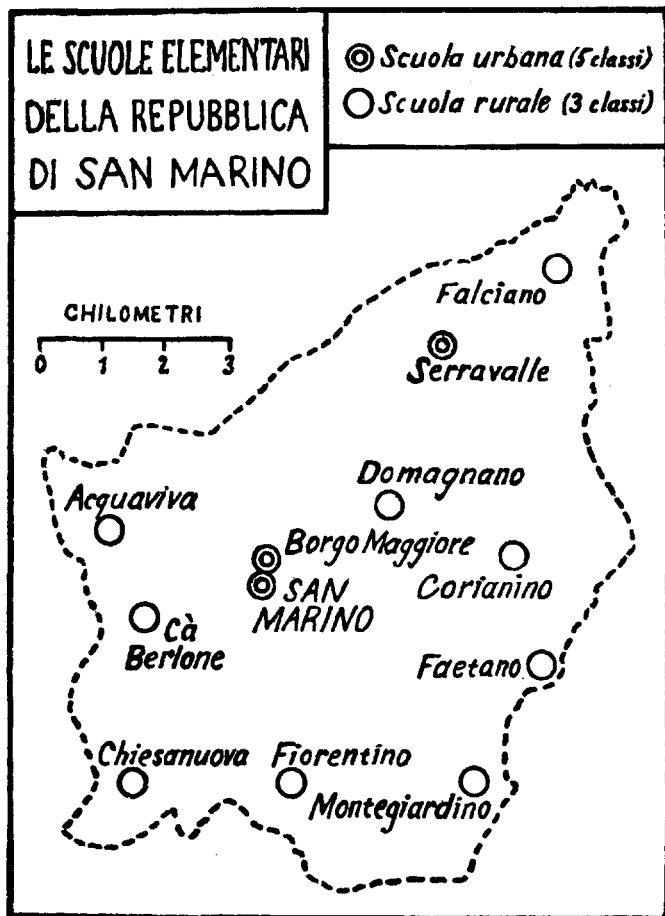 LE SCUOLE ELEMENTARI
DELLA REPUBBLICA
DI SAN MARINO
Scuola urbana (5 classi)
Scuola rurale (3 classi)
CHILOMETRI
0 1 2 3
Falciano
Serravalle
Domagnano
Acquaviva
Borgo Maggiore
Corianino
SAN
MARINO
Cà
Berlone
Faetano
Chiesanuova
Fiorentino
Montegiardino